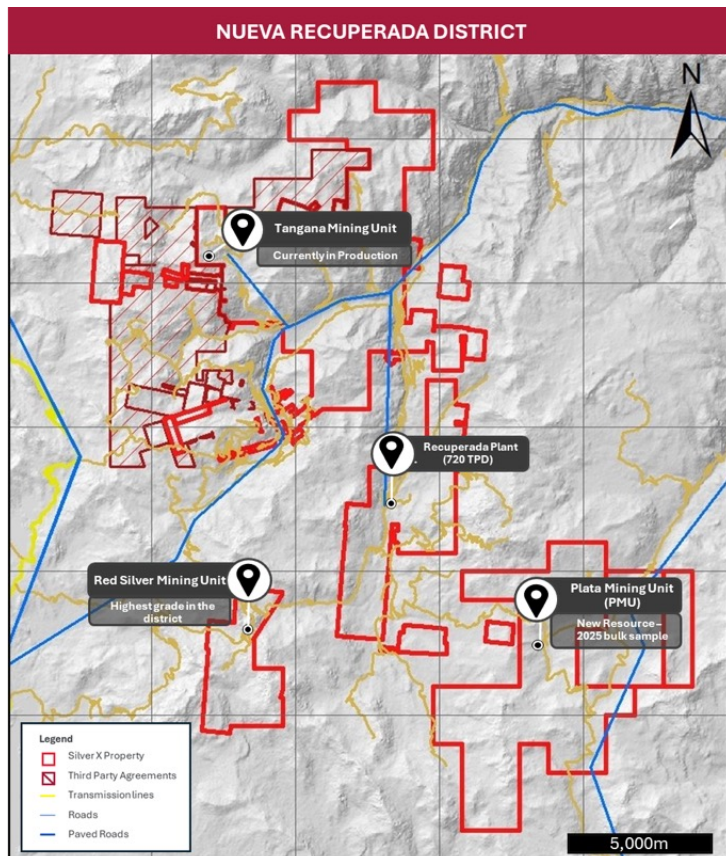 NUEVA RECUPERADA DISTRICT
N
Tangana Mining Unit
Currently in Production
Recuperada Plant
(720 TPD)
Red Silver Mining Unit
Highest grade in the
district
Plata Mining Unit
(PMU)
New Resource –
2025 bulk sample
Legend
Silver X Property
Third Party Agreements
Transmission lines
Roads
Paved Roads
5,000m